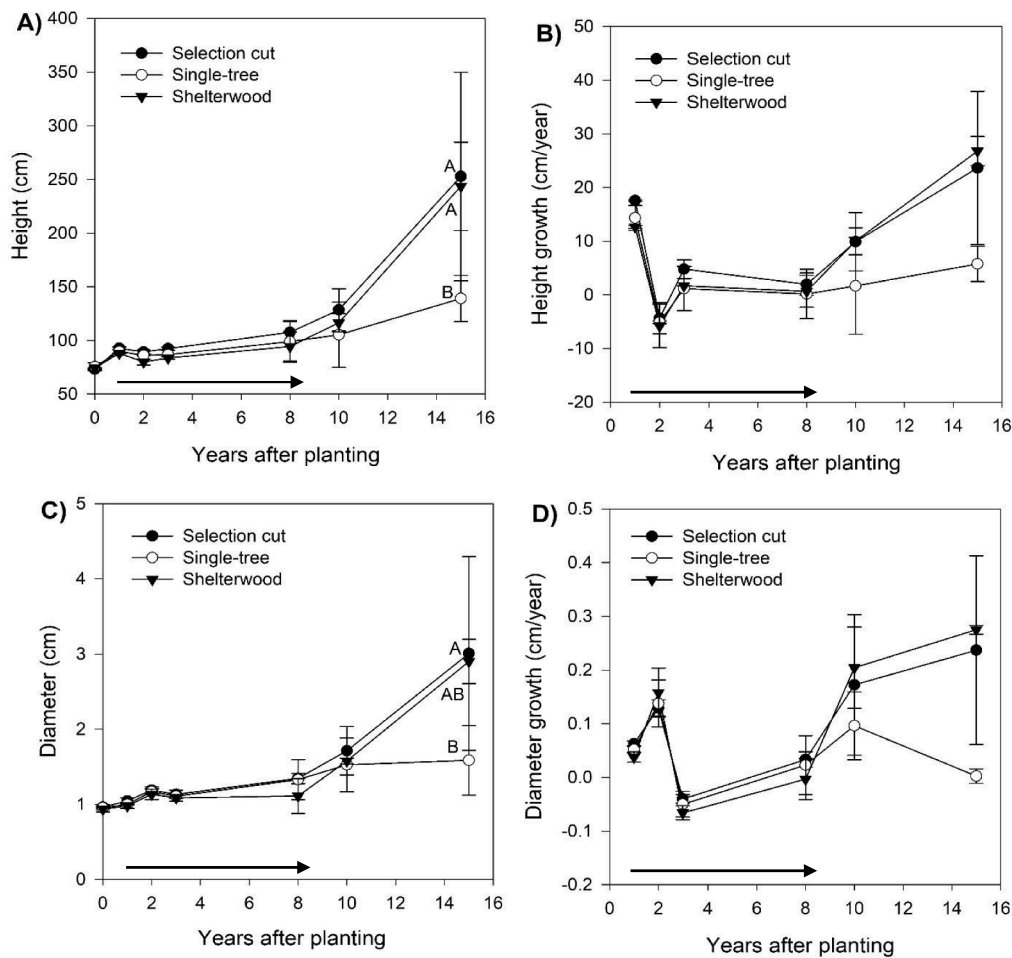 A)
400
350
300
250
200
150
100
50
Height (cm)
Selection cut
Single-tree
Shelterwood
A
A
B
0 2 4 6 8 10 12 14 16
Years after planting
B)
50
40
30
20
10
0
-10
-20
Height growth (cm/year)
Selection cut
Single-tree
Shelterwood
0 2 4 6 8 10 12 14 16
Years after planting
C)
5
4
3
2
1
0
Diameter (cm)
Selection cut
Single-tree
Shelterwood
A
AB
B
0 2 4 6 8 10 12 14 16
Years after planting
D)
0.5
0.4
0.3
0.2
0.1
0.0
-0.1
-0.2
Diameter growth (cm/year)
Selection cut
Single-tree
Shelterwood
0 2 4 6 8 10 12 14 16
Years after planting